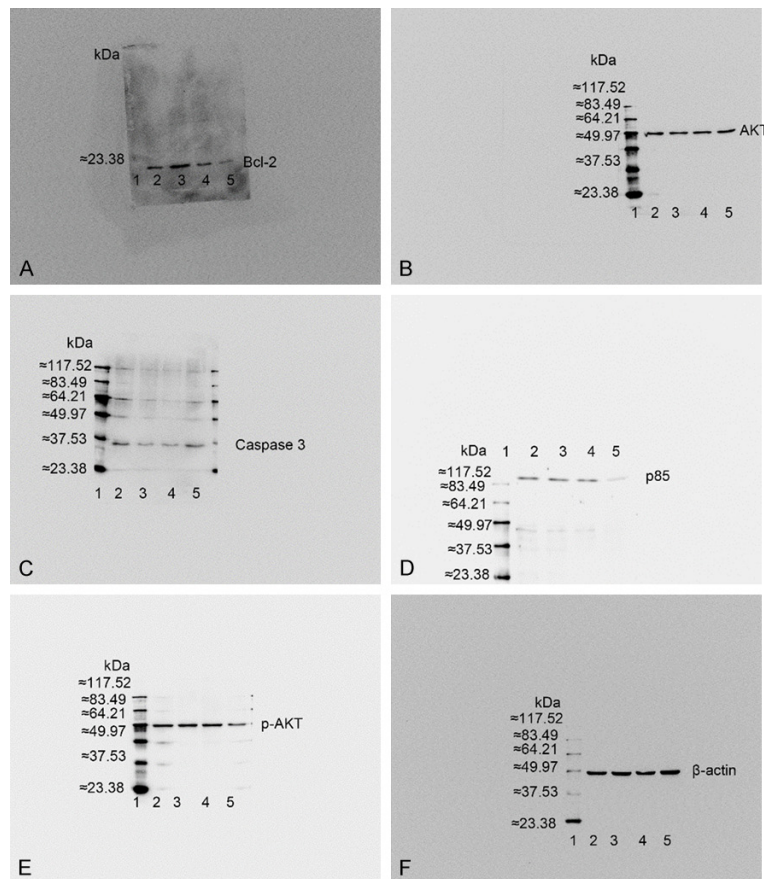 kDa
≈23.38
Bcl-2
1 2 3 4 5
A
kDa
≈117.52
≈83.49
≈64.21
≈49.97
≈37.53
≈23.38
AKT
1 2 3 4 5
B
kDa
≈117.52
≈83.49
≈64.21
≈49.97
≈37.53
≈23.38
Caspase 3
1 2 3 4 5
C
kDa 1 2 3 4 5
≈117.52
≈83.49
≈64.21
≈49.97
≈37.53
≈23.38
p85
D
kDa
≈117.52
≈83.49
≈64.21
≈49.97
≈37.53
≈23.38
p-AKT
1 2 3 4 5
E
kDa
≈117.52
≈83.49
≈64.21
≈49.97
≈37.53
≈23.38
β-actin
1 2 3 4 5
F